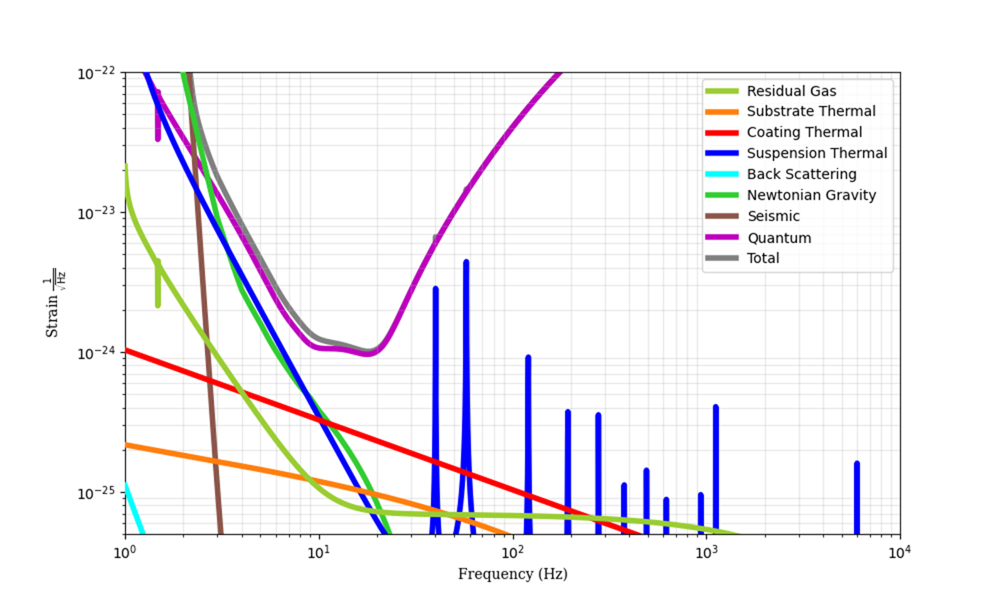 10⁻²²
10⁻²³
10⁻²⁴
10⁻²⁵
Strain 1/√Hz
Residual Gas
Substrate Thermal
Coating Thermal
Suspension Thermal
Back Scattering
Newtonian Gravity
Seismic
Quantum
Total
10⁰ 10¹ 10² 10³ 10⁴
Frequency (Hz)